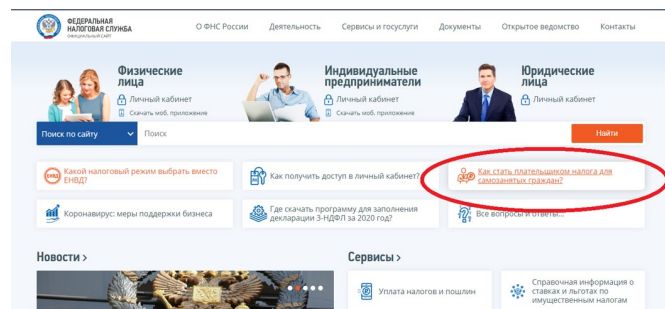 ФЕДЕРАЛЬНАЯ
НАЛОГОВАЯ СЛУЖБА
ОФИЦИАЛЬНЫЙ САЙТ
О ФНС России Деятельность Сервисы и госуслуги Документы Открытое ведомство Контакты
Физические
лица
Личный кабинет
Скачать моб. приложение
Индивидуальные
предприниматели
Личный кабинет
Скачать моб. приложение
Юридические
лица
Личный кабинет
Поиск по сайту Поиск Найти
ЕНВД
Какой налоговый режим выбрать вместо
ЕНВД?
Как получить доступ в личный кабинет?
Как стать плательщиком налога для
самозанятых граждан?
Коронавирус: меры поддержки бизнеса
Где скачать программу для заполнения
декларации 3-НДФЛ за 2020 год?
Все вопросы и ответы...
Новости >
Сервисы >
Уплата налогов и пошлин
Справочная информация о
ставках и льготах по
имущественным налогам